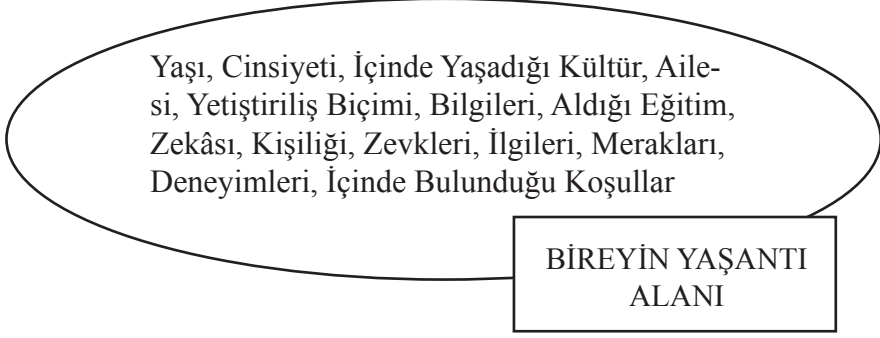 Yaşı, Cinsiyeti, İçinde Yaşadığı Kültür, Aile-
si, Yetiştiriliş Biçimi, Bilgileri, Aldığı Eğitim,
Zekâsı, Kişiliği, Zevkleri, İlgileri, Merakları,
Deneyimleri, İçinde Bulunduğu Koşullar
BİREYİN YAŞANTI
ALANI